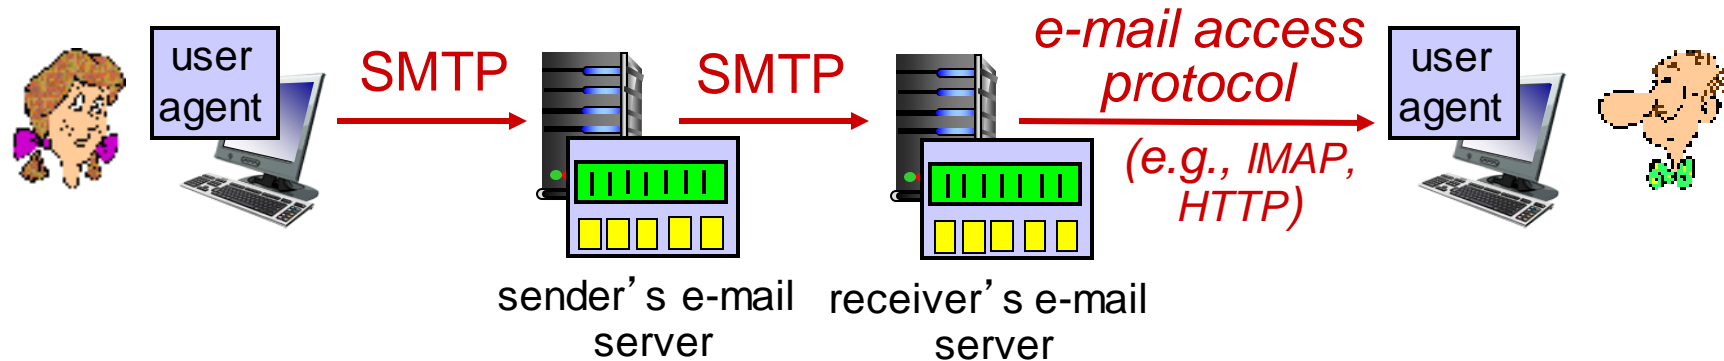 user
agent
SMTP
SMTP
e-mail access
protocol
(e.g., IMAP,
HTTP)
user
agent
sender’s e-mail
server
receiver’s e-mail
server